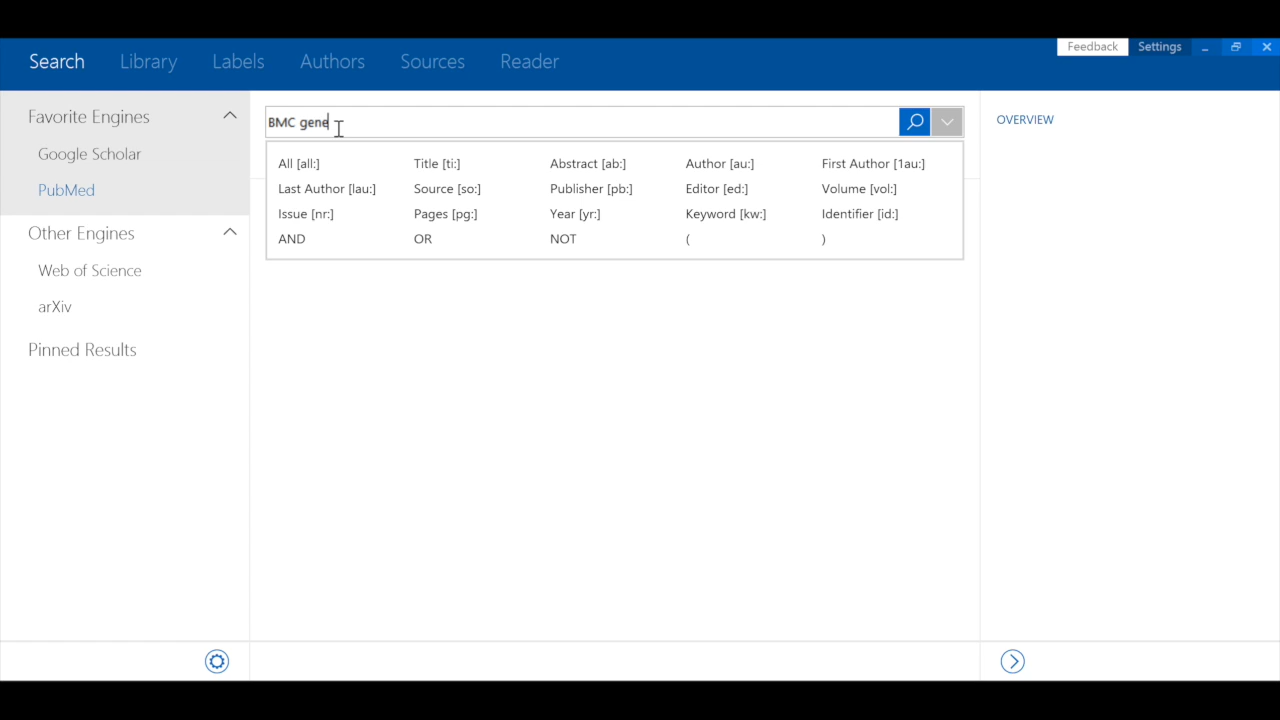 Feedback Settings
Search Library Labels Authors Sources Reader
Favorite Engines
Google Scholar
PubMed
Other Engines
Web of Science
arXiv
Pinned Results
BMC gene
All [all:] Title [ti:] Abstract [ab:] Author [au:] First Author [1au:]
Last Author [lau:] Source [so:] Publisher [pb:] Editor [ed:] Volume [vol:]
Issue [nr:] Pages [pg:] Year [yr:] Keyword [kw:] Identifier [id:]
AND OR NOT ( )
OVERVIEW